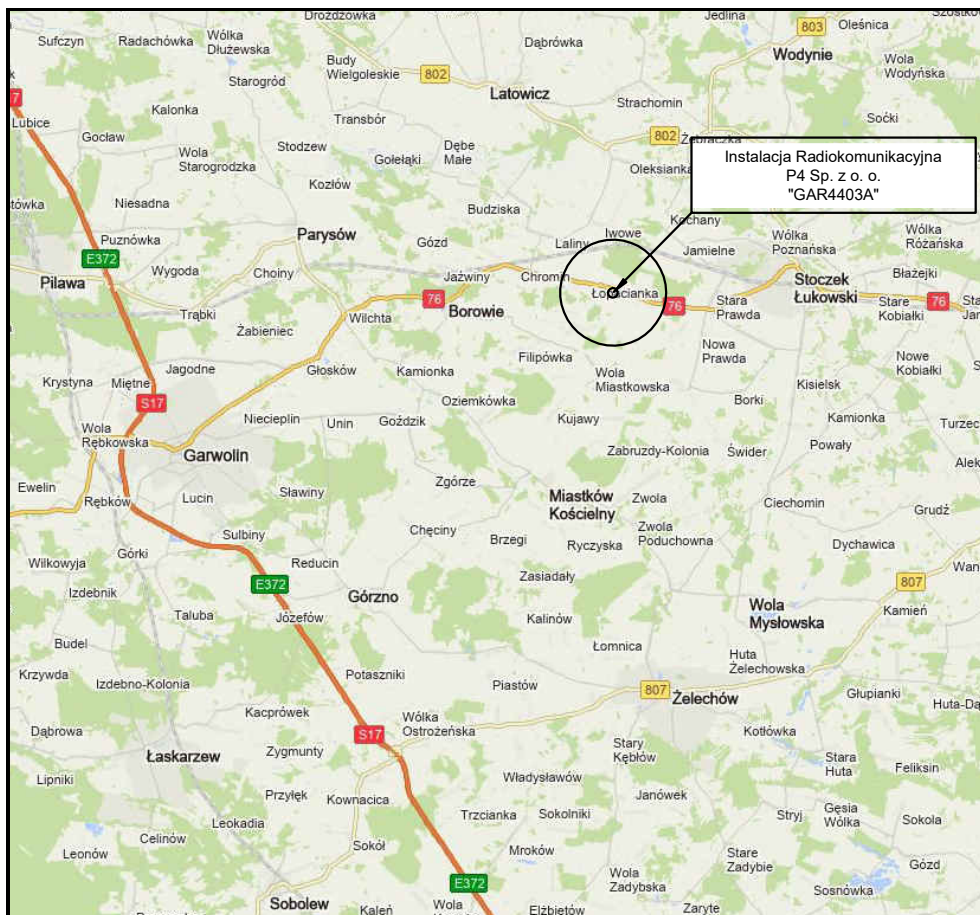 Drożdżówka
Jedlina
Oleśnica
803
Sufczyn
Radachówka
Wólka
Dłużewska
Dąbrówka
Wodynie
Budy
Wielgoleskie
802
Starogród
Latowicz
Wola
Wodyńska
Kalonka
Strachomin
Lubice
Transbór
Soćki
Gocław
802
Wola
Starogrodzka
Stodzew
Dębe
Małe
Gołełąki
Oleksianka
Instalacja Radiokomunikacyjna
P4 Sp. z o. o.
"GAR4403A"
Kozłów
Niesadna
Budziska
Kochany
Parysów
Puznówka
Gózd
Laliny
Iwowe
Jamielne
Wólka
Poznańska
Wólka
Różańska
E372
Wygoda
Choiny
Jaźwiny
Chromin
Pilawa
Stoczek
Łukowski
Błażejki
76
Borowie
76
Stara
Prawda
Stare
Kobiałki
76
Trąbki
Wilchta
Żabieniec
Filipówka
Nowa
Prawda
Nowe
Kobiałki
Jagodne
Głosków
Kamionka
Wola
Miastkowska
Krystyna
Miętne
Kisielsk
S17
Oziemkówka
Borki
Niecieplin
Unin
Goździk
Kujawy
Kamionka
Wola
Rębkowska
Garwolin
Zabruzdy-Kolonia
Świder
Powały
Ewelin
Zgórze
Rębków
Lucin
Sławiny
Miastków
Kościelny
Zwola
Ciechomin
Grudź
Sulbiny
Chęciny
Brzegi
Ryczyska
Zwola
Poduchowna
Dychawica
Górki
Wilkowyja
Reducin
Zasiadały
807
Izdebnik
E372
Górzno
Taluba
Józefów
Kalinów
Wola
Mysłowska
Kamień
Budel
Łomnica
Huta
Żelechowska
Krzywda
Izdebno-Kolonia
Potaszniki
Piastów
807
Żelechów
Głupianki
Kacprówek
Wólka
Ostrożeńska
Dąbrowa
S17
Kotłówka
Łaskarzew
Zygmunty
Stary
Kębłów
Stara
Huta
Feliksin
Lipniki
Władysławów
Przyłęk
Kownacica
Janówek
Trzcianka
Sokolniki
Stryj
Gęsia
Wólka
Sokola
Leokadia
Celinów
Leonów
Sokół
Mroków
Stare
Zadybie
Gózd
E372
Wola
Zadybska
Sosnówka
Sobolew
Kaleń
Wola
Elżbietów
Zaryte